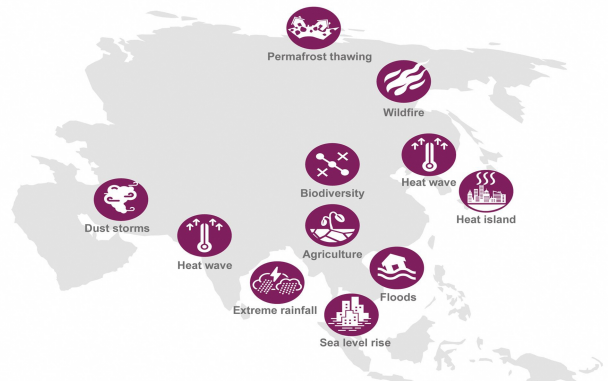 Permafrost thawing
Wildfire
Heat wave
Biodiversity
Heat island
Dust storms
Agriculture
Heat wave
Floods
Extreme rainfall
Sea level rise